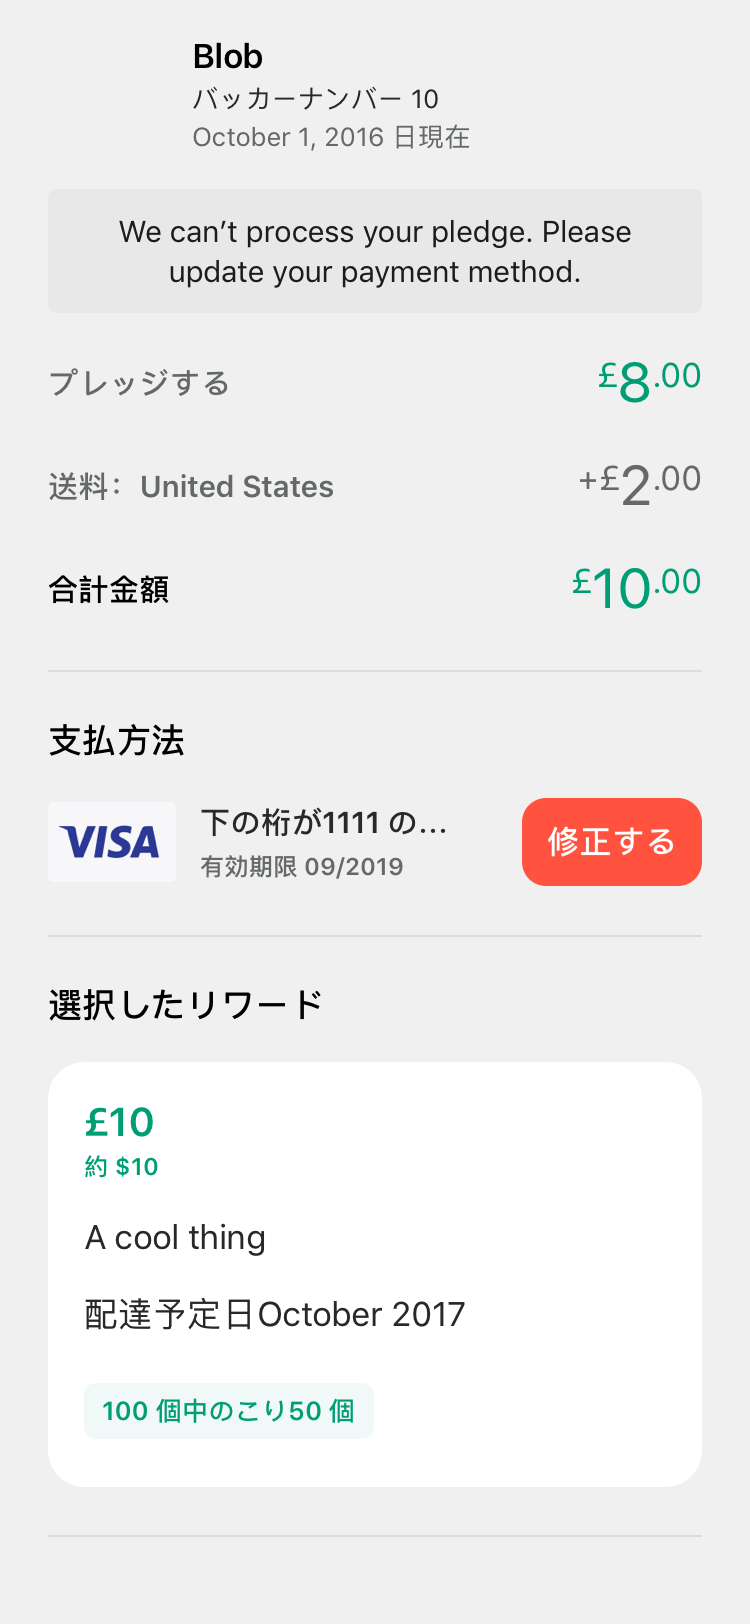 Blob
バッカーナンバー 10
October 1, 2016 日現在
We can’t process your pledge. Please
update your payment method.
プレッジする
£8.00
送料: United States
+£2.00
合計金額
£10.00
支払方法
VISA
下の桁が1111 の...
有効期限 09/2019
修正する
選択したリワード
£10
約 $10
A cool thing
配達予定日October 2017
100 個中のこり50 個